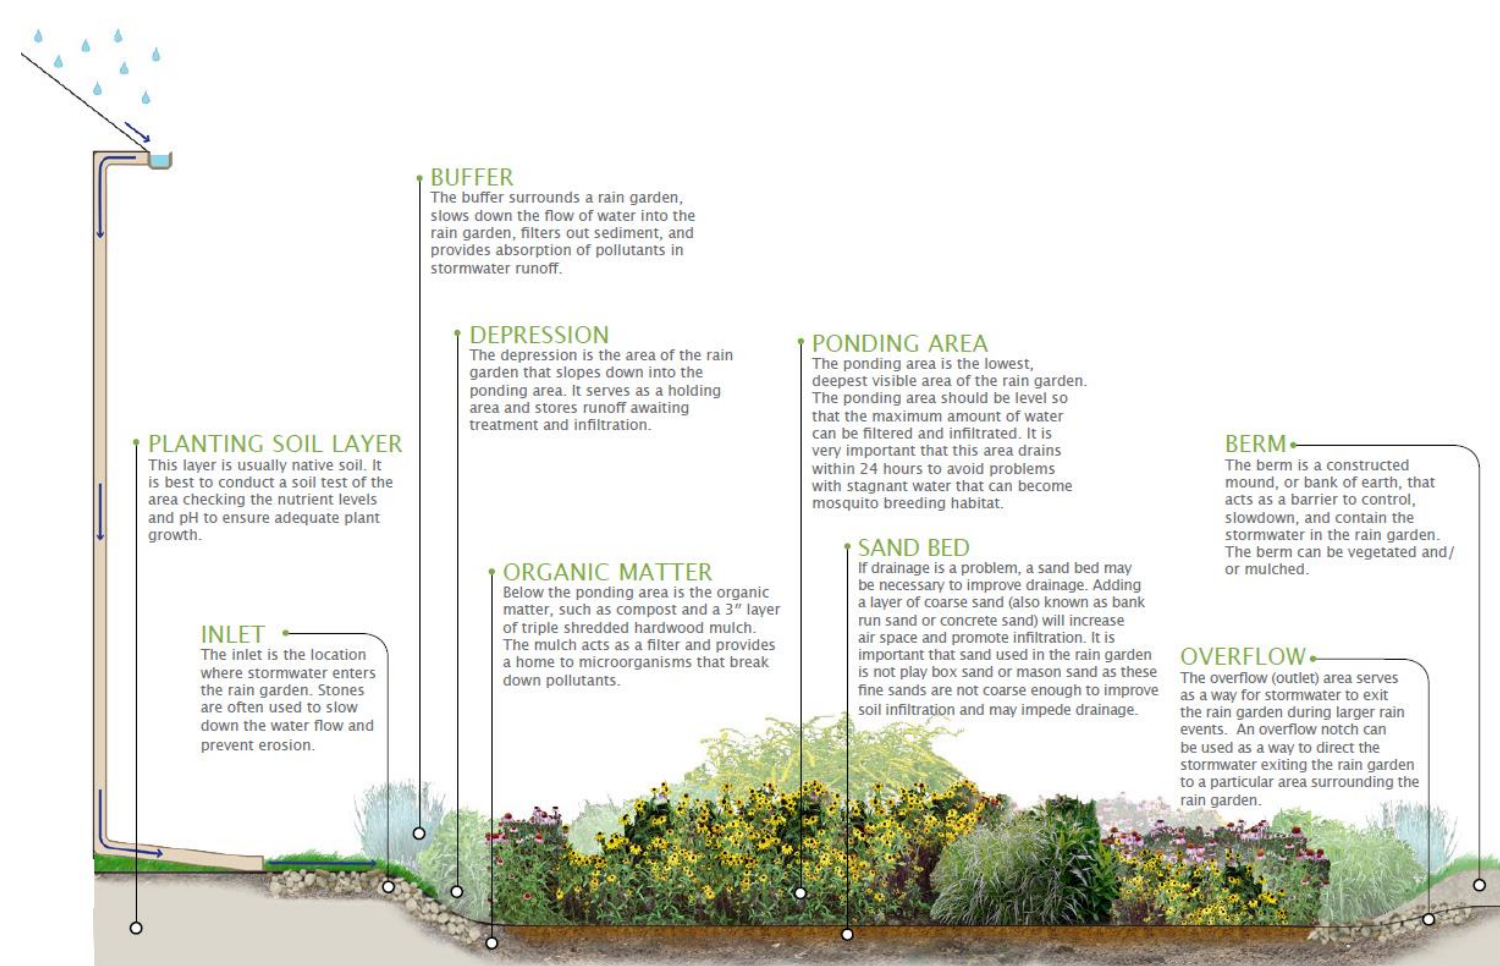 BUFFER
The buffer surrounds a rain garden,
slows down the flow of water into the
rain garden, filters out sediment, and
provides absorption of pollutants in
stormwater runoff.
DEPRESSION
The depression is the area of the rain
garden that slopes down into the
ponding area. It serves as a holding
area and stores runoff awaiting
treatment and infiltration.
PONDING AREA
The ponding area is the lowest,
deepest visible area of the rain garden.
The ponding area should be level so
that the maximum amount of water
can be filtered and infiltrated. It is
very important that this area drains
within 24 hours to avoid problems
with stagnant water that can become
mosquito breeding habitat.
PLANTING SOIL LAYER
This layer is usually native soil. It
is best to conduct a soil test of the
area checking the nutrient levels
and pH to ensure adequate plant
growth.
BERM
The berm is a constructed
mound, or bank of earth, that
acts as a barrier to control,
slowdown, and contain the
stormwater in the rain garden.
The berm can be vegetated and/
or mulched.
ORGANIC MATTER
Below the ponding area is the organic
matter, such as compost and a 3″ layer
of triple shredded hardwood mulch.
The mulch acts as a filter and provides
a home to microorganisms that break
down pollutants.
SAND BED
If drainage is a problem, a sand bed may
be necessary to improve drainage. Adding
a layer of coarse sand (also known as bank
run sand or concrete sand) will increase
air space and promote infiltration. It is
important that sand used in the rain garden
is not play box sand or mason sand as these
fine sands are not coarse enough to improve
soil infiltration and may impede drainage.
INLET
The inlet is the location
where stormwater enters
the rain garden. Stones
are often used to slow
down the water flow and
prevent erosion.
OVERFLOW
The overflow (outlet) area serves
as a way for stormwater to exit
the rain garden during larger rain
events. An overflow notch can
be used as a way to direct the
stormwater exiting the rain garden
to a particular area surrounding the
rain garden.